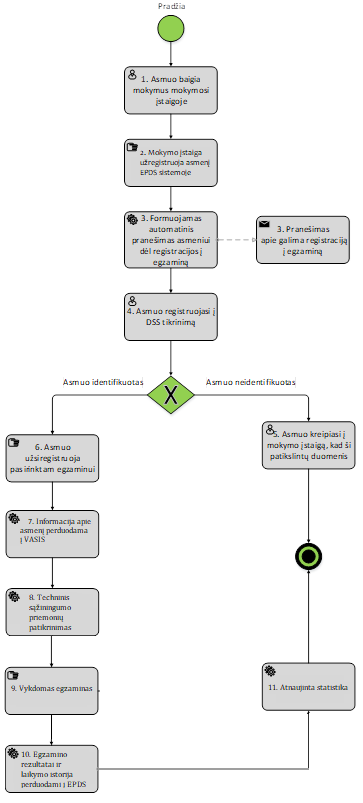 Pradžia
1. Asmuo baigia
mokymus mokymosi
įstaigoje
2. Mokymo įstaiga
užregistruoja asmenį
EPDS sistemoje
3. Formuojamas
automatinis
pranešimas asmeniui
dėl registracijos į
egzaminą
3. Pranešimas
apie galima registraciją
į egzaminą
4. Asmuo registruojasi į
DSS tikrinimą
Asmuo identifikuotas
Asmuo neidentifikuotas
X
6. Asmuo
užsiregistruoja
pasirinktam egzaminui
5. Asmuo kreipiasi į
mokymo įstaigą, kad ši
patikslintų duomenis
7. Informacija apie
asmenį perduodama
į VASIS
8. Techninis
sąžiningumo
priemonių
patikrinimas
9. Vykdomas egzaminas
11. Atnaujinta statistika
10. Egzamino
rezultatai ir
laikymo istorija
perduodami į EPDS